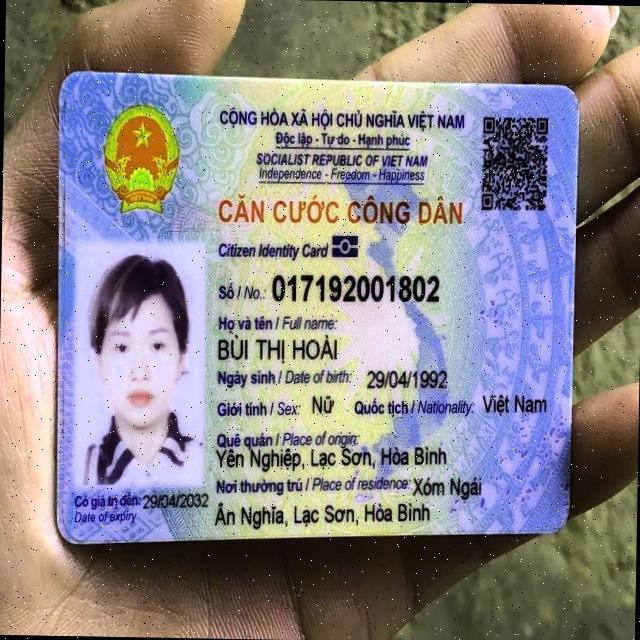 CỘNG HÒA XÃ HỘI CHỦ NGHĨA VIỆT NAM
Độc lập - Tự do - Hạnh phúc
SOCIALIST REPUBLIC OF VIET NAM
Independence - Freedom - Happiness
CĂN CƯỚC CÔNG DÂN
Citizen Identity Card
Số / No.: 017192001802
Họ và tên / Full name:
BÙI THỊ HOÀI
Ngày sinh / Date of birth: 29/04/1992
Giới tính / Sex: Nữ Quốc tịch / Nationality: Việt Nam
Quê quán / Place of origin:
Yên Nghiệp, Lạc Sơn, Hòa Bình
Nơi thường trú / Place of residence: Xóm Ngái
Ân Nghĩa, Lạc Sơn, Hòa Bình
Có giá trị đến: 29/04/2032
Date of expiry